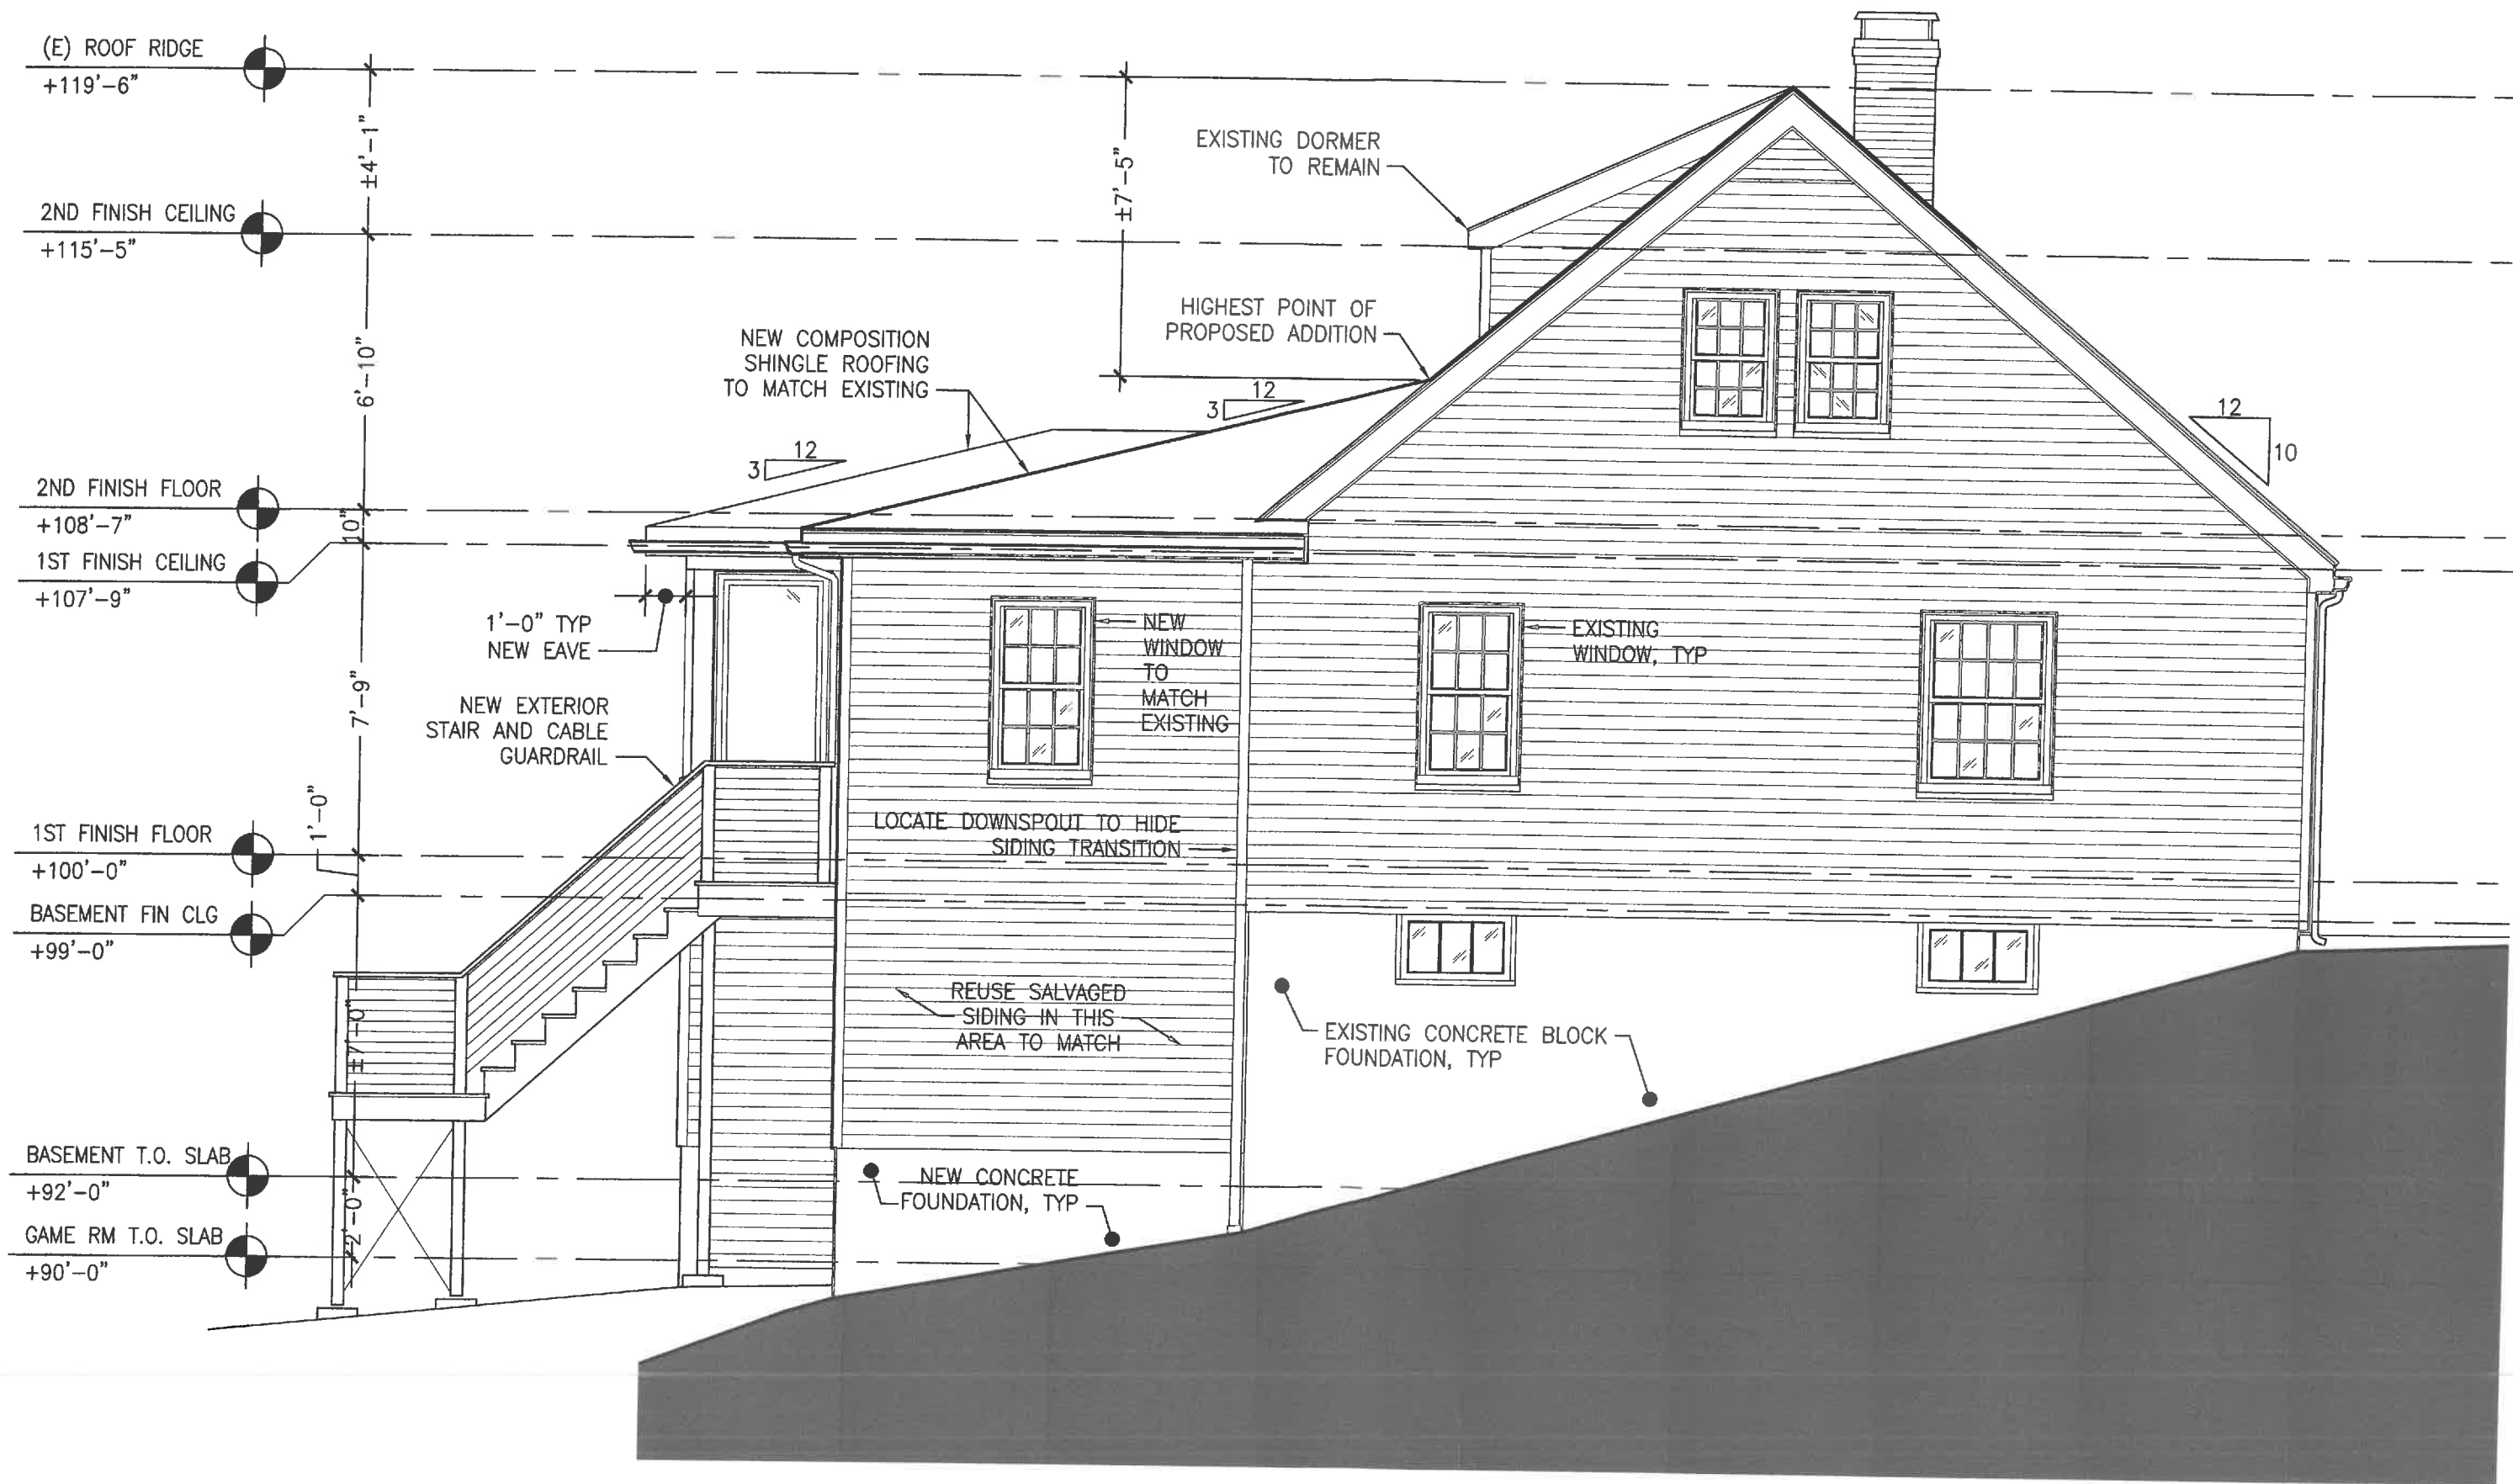 (E) ROOF RIDGE
+119'-6"
±4'-1"
±7'-5"
EXISTING DORMER
TO REMAIN
2ND FINISH CEILING
+115'-5"
6'-10"
HIGHEST POINT OF
PROPOSED ADDITION
NEW COMPOSITION
SHINGLE ROOFING
TO MATCH EXISTING
12
3
12
3
12
10
2ND FINISH FLOOR
+108'-7"
10"
1ST FINISH CEILING
+107'-9"
1'-0" TYP
NEW EAVE
NEW
WINDOW
TO
MATCH
EXISTING
EXISTING
WINDOW, TYP
7'-9"
NEW EXTERIOR
STAIR AND CABLE
GUARDRAIL
1'-0"
LOCATE DOWNSPOUT TO HIDE
SIDING TRANSITION
1ST FINISH FLOOR
+100'-0"
BASEMENT FIN CLG
+99'-0"
±7'-0"
REUSE SALVAGED
SIDING IN THIS
AREA TO MATCH
EXISTING CONCRETE BLOCK
FOUNDATION, TYP
BASEMENT T.O. SLAB
+92'-0"
2'-0"
NEW CONCRETE
FOUNDATION, TYP
GAME RM T.O. SLAB
+90'-0"